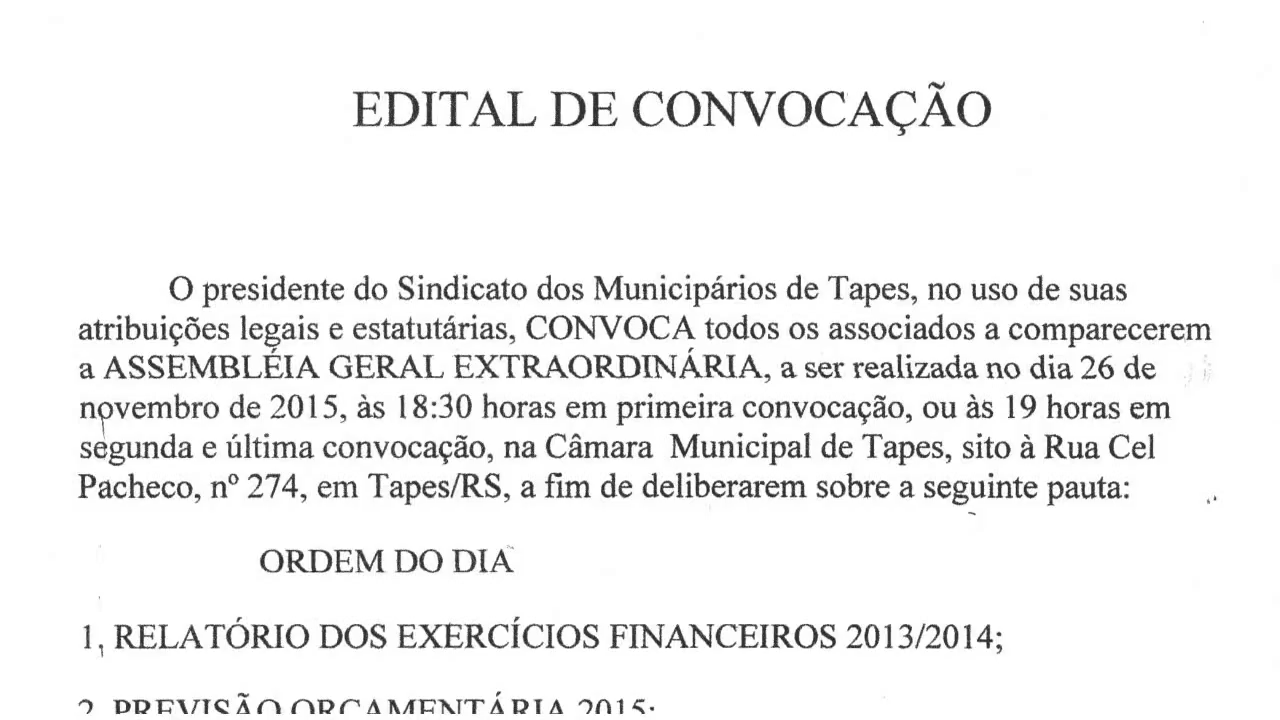 EDITAL DE CONVOCAÇÃO
O presidente do Sindicato dos Municipários de Tapes, no uso de suas
atribuições legais e estatutárias, CONVOCA todos os associados a comparecerem
a ASSEMBLÉIA GERAL EXTRAORDINÁRIA, a ser realizada no dia 26 de
novembro de 2015, às 18:30 horas em primeira convocação, ou às 19 horas em
segunda e última convocação, na Câmara Municipal de Tapes, sito à Rua Cel
Pacheco, nº 274, em Tapes/RS, a fim de deliberarem sobre a seguinte pauta:
ORDEM DO DIA
1, RELATÓRIO DOS EXERCÍCIOS FINANCEIROS 2013/2014;
2. PREVISÃO ORÇAMENTÁRIA 2015;